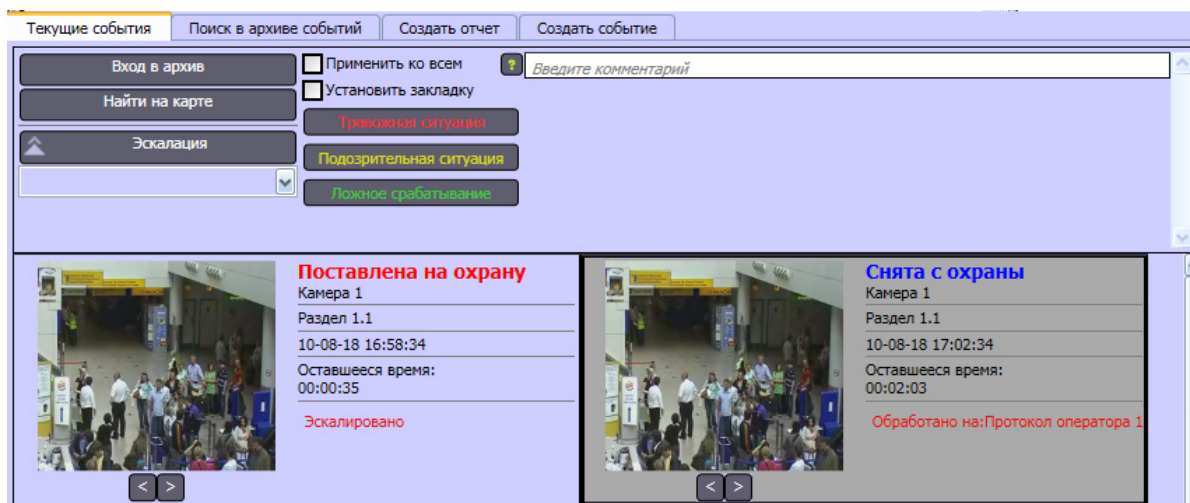 Текущие события
Поиск в архиве событий
Создать отчет
Создать событие
Вход в архив
Найти на карте
Эскалация
Применить ко всем
Установить закладку
Тревожная ситуация
Подозрительная ситуация
Ложное срабатывание
?
Введите комментарий
Поставлена на охрану
Камера 1
Раздел 1.1
10-08-18 16:58:34
Оставшееся время:
00:00:35
Эскалировано
< >
Снята с охраны
Камера 1
Раздел 1.1
10-08-18 17:02:34
Оставшееся время:
00:02:03
Обработано на:Протокол оператора 1
< >